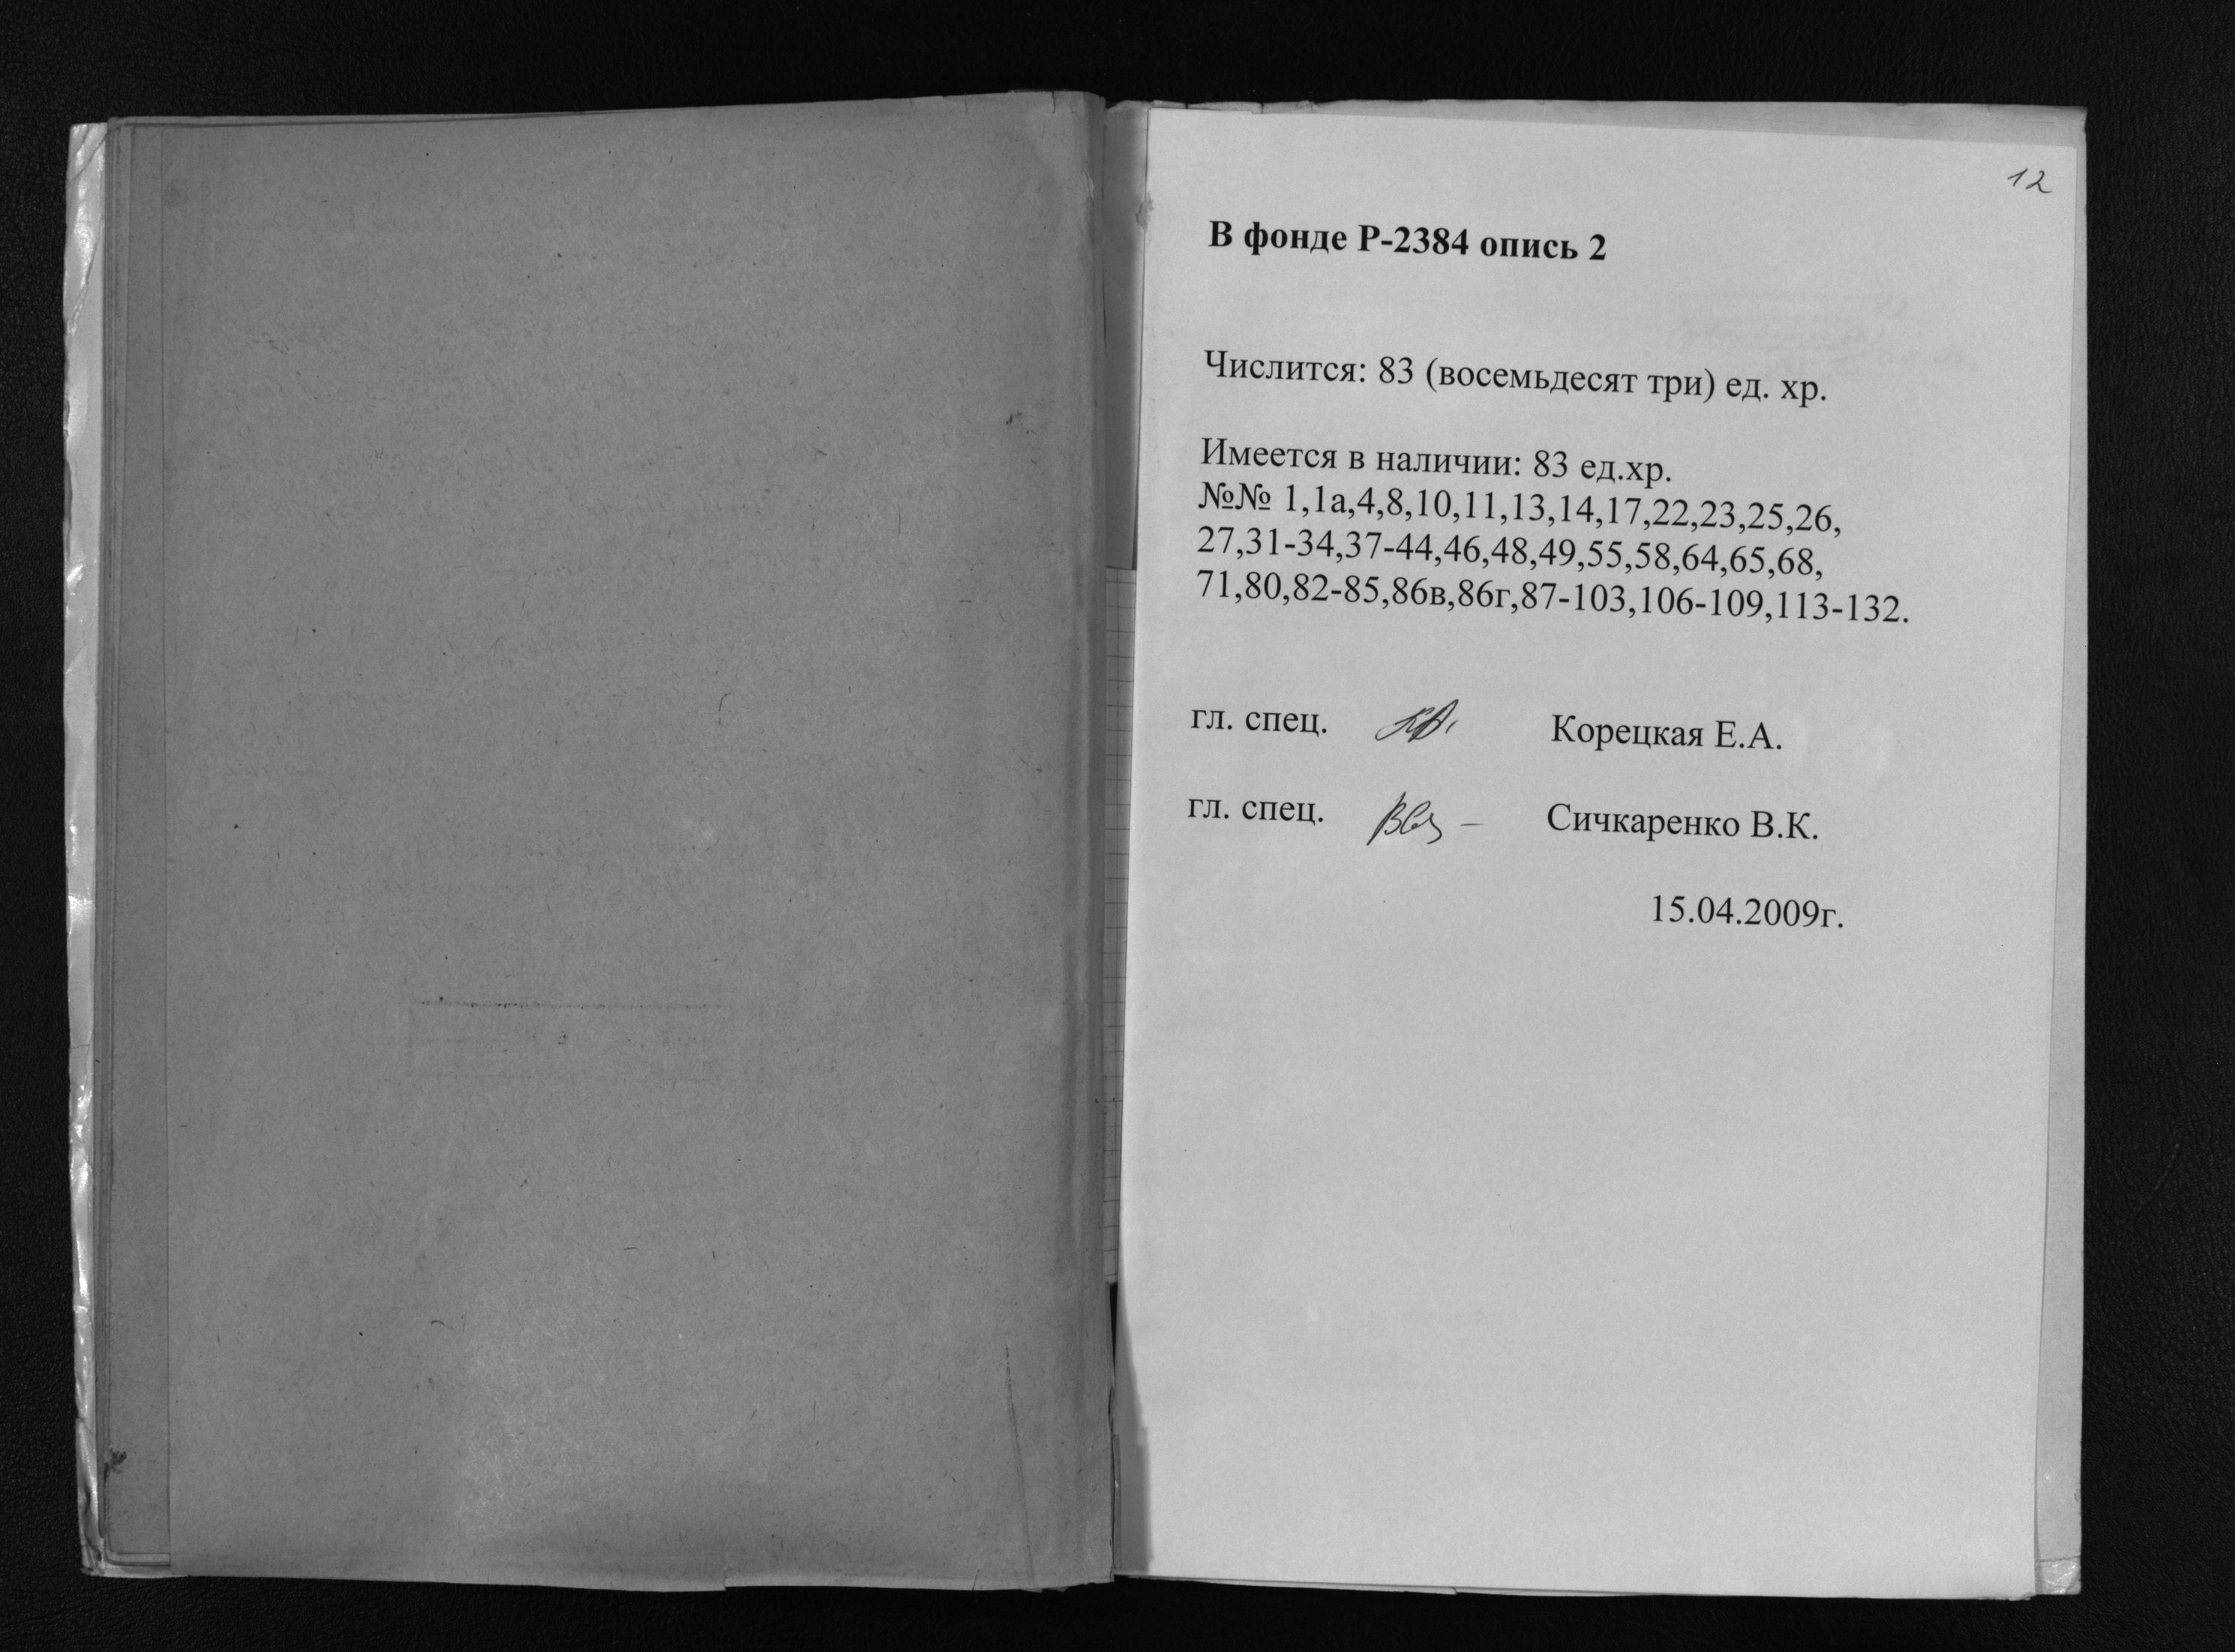 12
В фонде Р-2384 опись 2
Числится: 83 (восемьдесят три) ед. хр.
Имеется в наличии: 83 ед.хр.
№№ 1,1а,4,8,10,11,13,14,17,22,23,25,26,
27,31-34,37-44,46,48,49,55,58,64,65,68,
71,80,82-85,86в,86г,87-103,106-109,113-132.
гл. спец. Корецкая Е.А.
гл. спец. Сичкаренко В.К.
15.04.2009г.